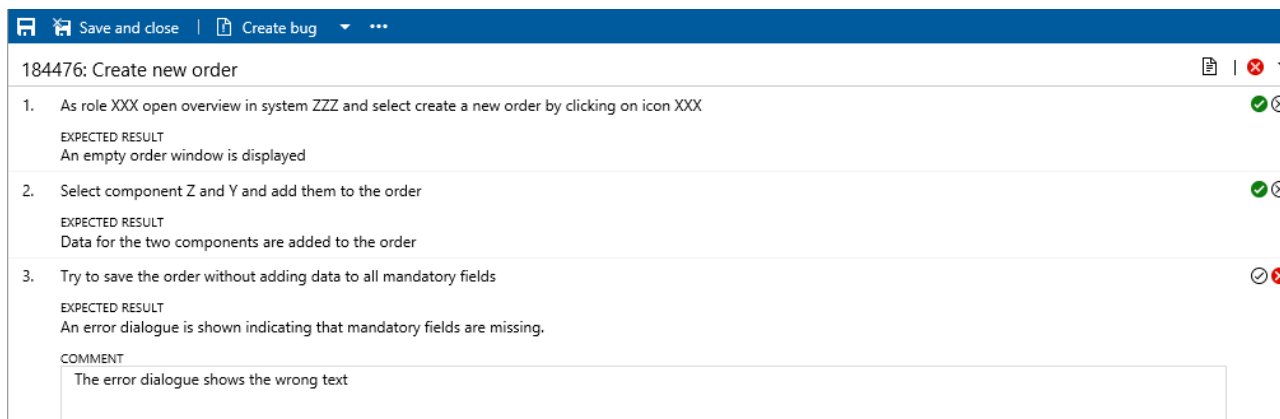 Save and close | Create bug
184476: Create new order
1. As role XXX open overview in system ZZZ and select create a new order by clicking on icon XXX
EXPECTED RESULT
An empty order window is displayed
2. Select component Z and Y and add them to the order
EXPECTED RESULT
Data for the two components are added to the order
3. Try to save the order without adding data to all mandatory fields
EXPECTED RESULT
An error dialogue is shown indicating that mandatory fields are missing.
COMMENT
The error dialogue shows the wrong text